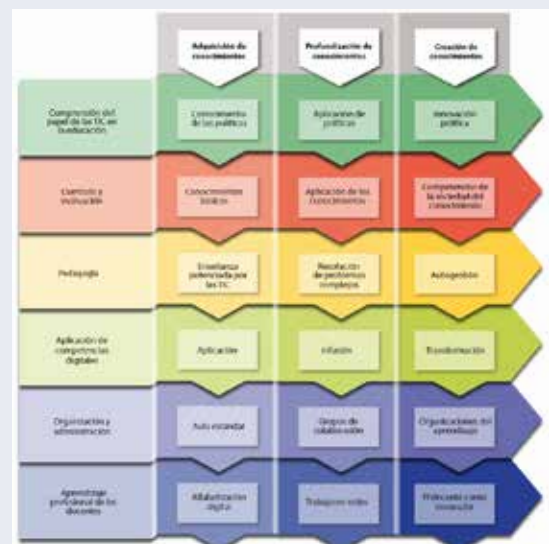 Adquisición de
conocimientos
Profundización de
conocimientos
Creación de
conocimientos
Comprensión del
papel de las TIC en
la educación
Conocimiento
de las políticas
Aplicación de
políticas
Innovación
política
Currículo y
evaluación
Conocimientos
básicos
Aplicación de los
conocimientos
Competencias de
la sociedad del
conocimiento
Pedagogía
Enseñanza
potenciada por
las TIC
Resolución
de problemas
complejos
Autogestión
Aplicación de
competencias
digitales
Aplicación
Infusión
Transformación
Organización y
administración
Aula estándar
Grupos de
colaboración
Organizaciones del
aprendizaje
Aprendizaje
profesional de los
docentes
Alfabetización
digital
Trabajo en redes